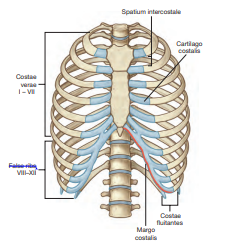 Spatium intercostale
Cartilago
costalis
Costae
verae
I – VII
False ribs
VIII–XII
Costae
fluitantes
Margo
costalis